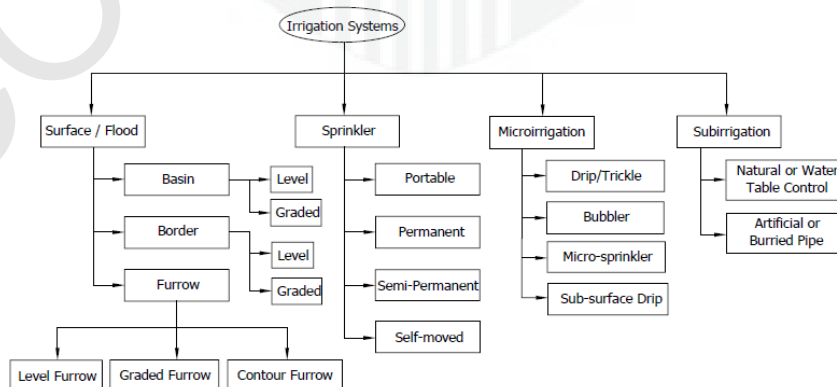 Irrigation Systems
Surface / Flood
Sprinkler
Microirrigation
Subirrigation
Basin
Level
Graded
Border
Level
Graded
Furrow
Level Furrow
Graded Furrow
Contour Furrow
Portable
Permanent
Semi-Permanent
Self-moved
Drip/Trickle
Bubbler
Micro-sprinkler
Sub-surface Drip
Natural or Water
Table Control
Artificial or
Burried Pipe